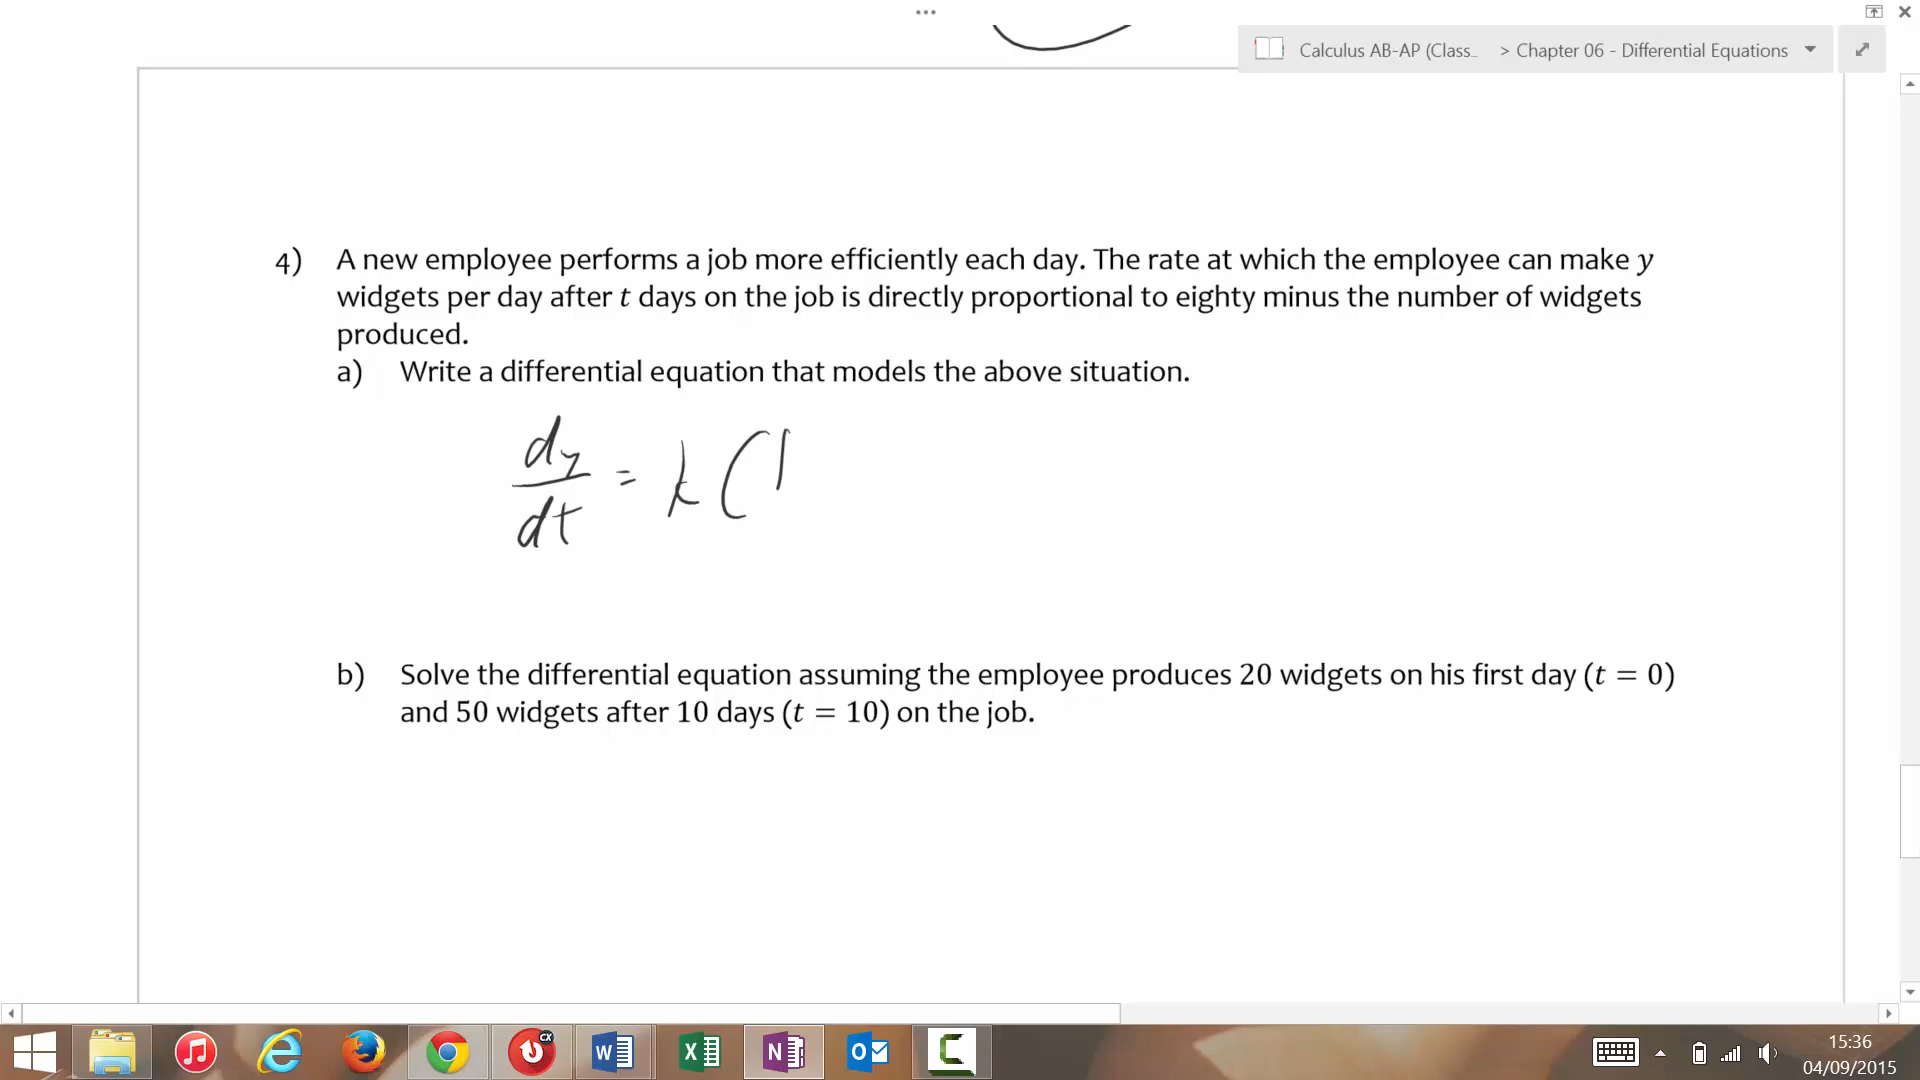 Calculus AB-AP (Class... > Chapter 06 - Differential Equations
4) A new employee performs a job more efficiently each day. The rate at which the employee can make y
widgets per day after t days on the job is directly proportional to eighty minus the number of widgets
produced.
a) Write a differential equation that models the above situation.
dy/dt = k (
b) Solve the differential equation assuming the employee produces 20 widgets on his first day (t = 0)
and 50 widgets after 10 days (t = 10) on the job.
15:36
04/09/2015